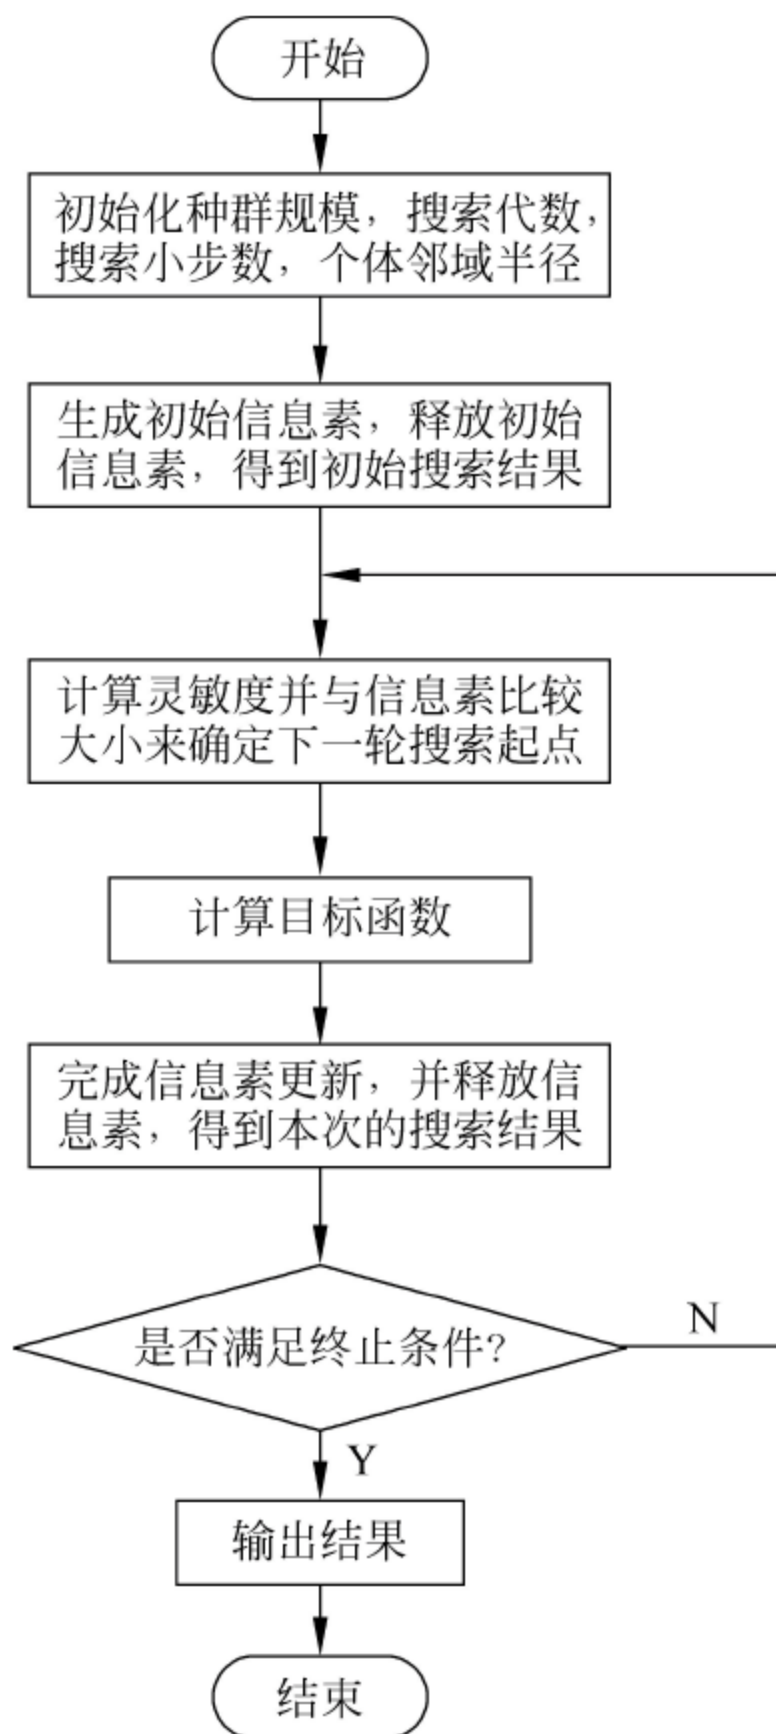 开始
初始化种群规模，搜索代数，
搜索小步数，个体邻域半径
生成初始信息素，释放初始
信息素，得到初始搜索结果
计算灵敏度并与信息素比较
大小来确定下一轮搜索起点
计算目标函数
完成信息素更新，并释放信
息素，得到本次的搜索结果
是否满足终止条件?
N
Y
输出结果
结束